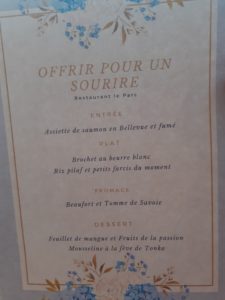 OFFRIR POUR UN
SOURIRE
Restaurant le Parc
ENTRÉE
Assiette de saumon en Bellevue et fumé
PLAT
Brochet au beurre blanc
Riz pilaf et petits farcis du moment
FROMAGE
Beaufort et Tomme de Savoie
DESSERT
Feuillet de mangue et Fruits de la passion
Mousseline à la fève de Tonka